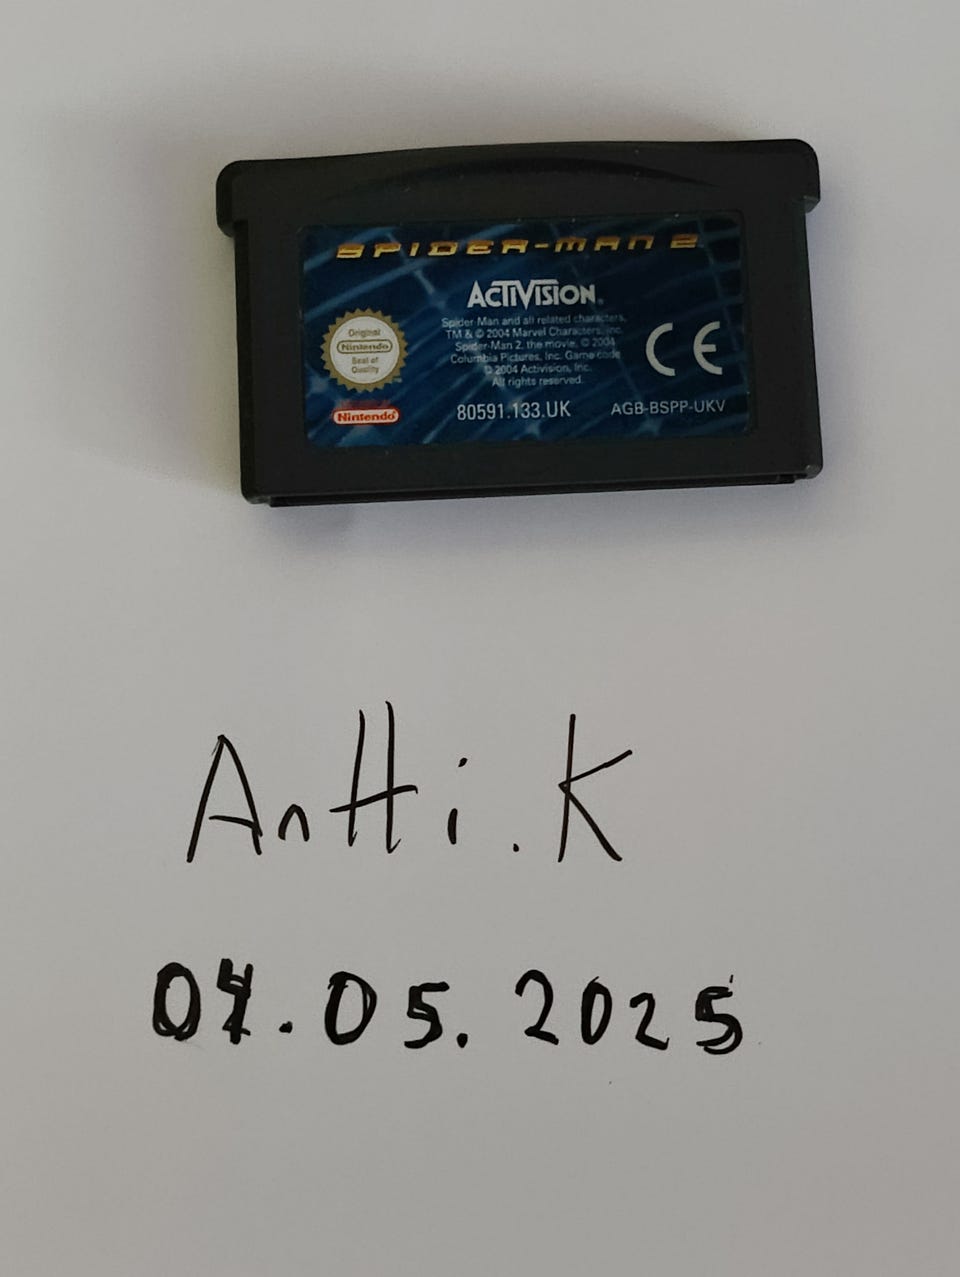 SPIDER-MAN 2
ACTIVISION®
Spider-Man and all related characters,
TM & © 2004 Marvel Characters, Inc.
Spider-Man 2, the movie, © 2004
Columbia Pictures, Inc. Game code
© 2004 Activision, Inc.
All rights reserved.
Original
Nintendo
Seal of
Quality
CE
Nintendo
80591.133.UK
AGB-BSPP-UKV
Antti.K
04.05.2025